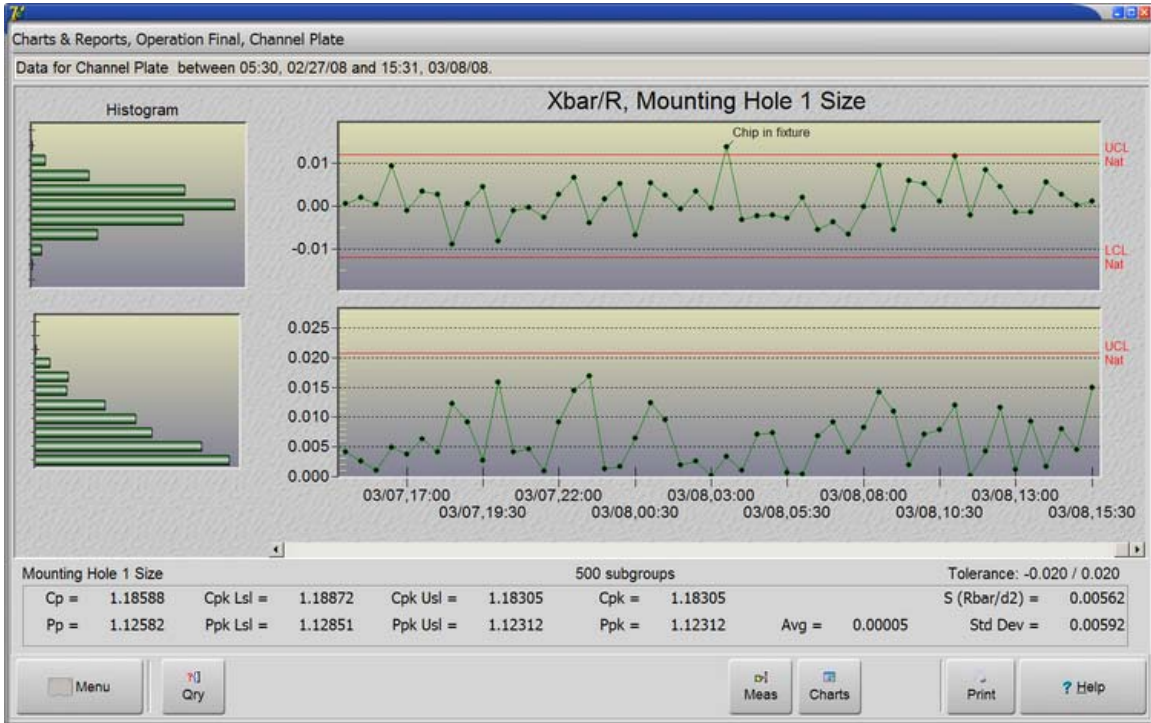 Charts & Reports, Operation Final, Channel Plate
Data for Channel Plate between 05:30, 02/27/08 and 15:31, 03/08/08.
Histogram
Xbar/R, Mounting Hole 1 Size
Chip in fixture
UCL
Nat
0.01
0.00
-0.01
LCL
Nat
0.025
0.020
0.015
0.010
0.005
0.000
UCL
Nat
03/07,17:00 03/07,22:00 03/08,03:00 03/08,08:00 03/08,13:00
03/07,19:30 03/08,00:30 03/08,05:30 03/08,10:30 03/08,15:30
Mounting Hole 1 Size 500 subgroups Tolerance: -0.020 / 0.020
Cp = 1.18588 Cpk Lsl = 1.18872 Cpk Usl = 1.18305 Cpk = 1.18305 S (Rbar/d2) = 0.00562
Pp = 1.12582 Ppk Lsl = 1.12851 Ppk Usl = 1.12312 Ppk = 1.12312 Avg = 0.00005 Std Dev = 0.00592
Menu
Qry
Meas
Charts
Print
? Help